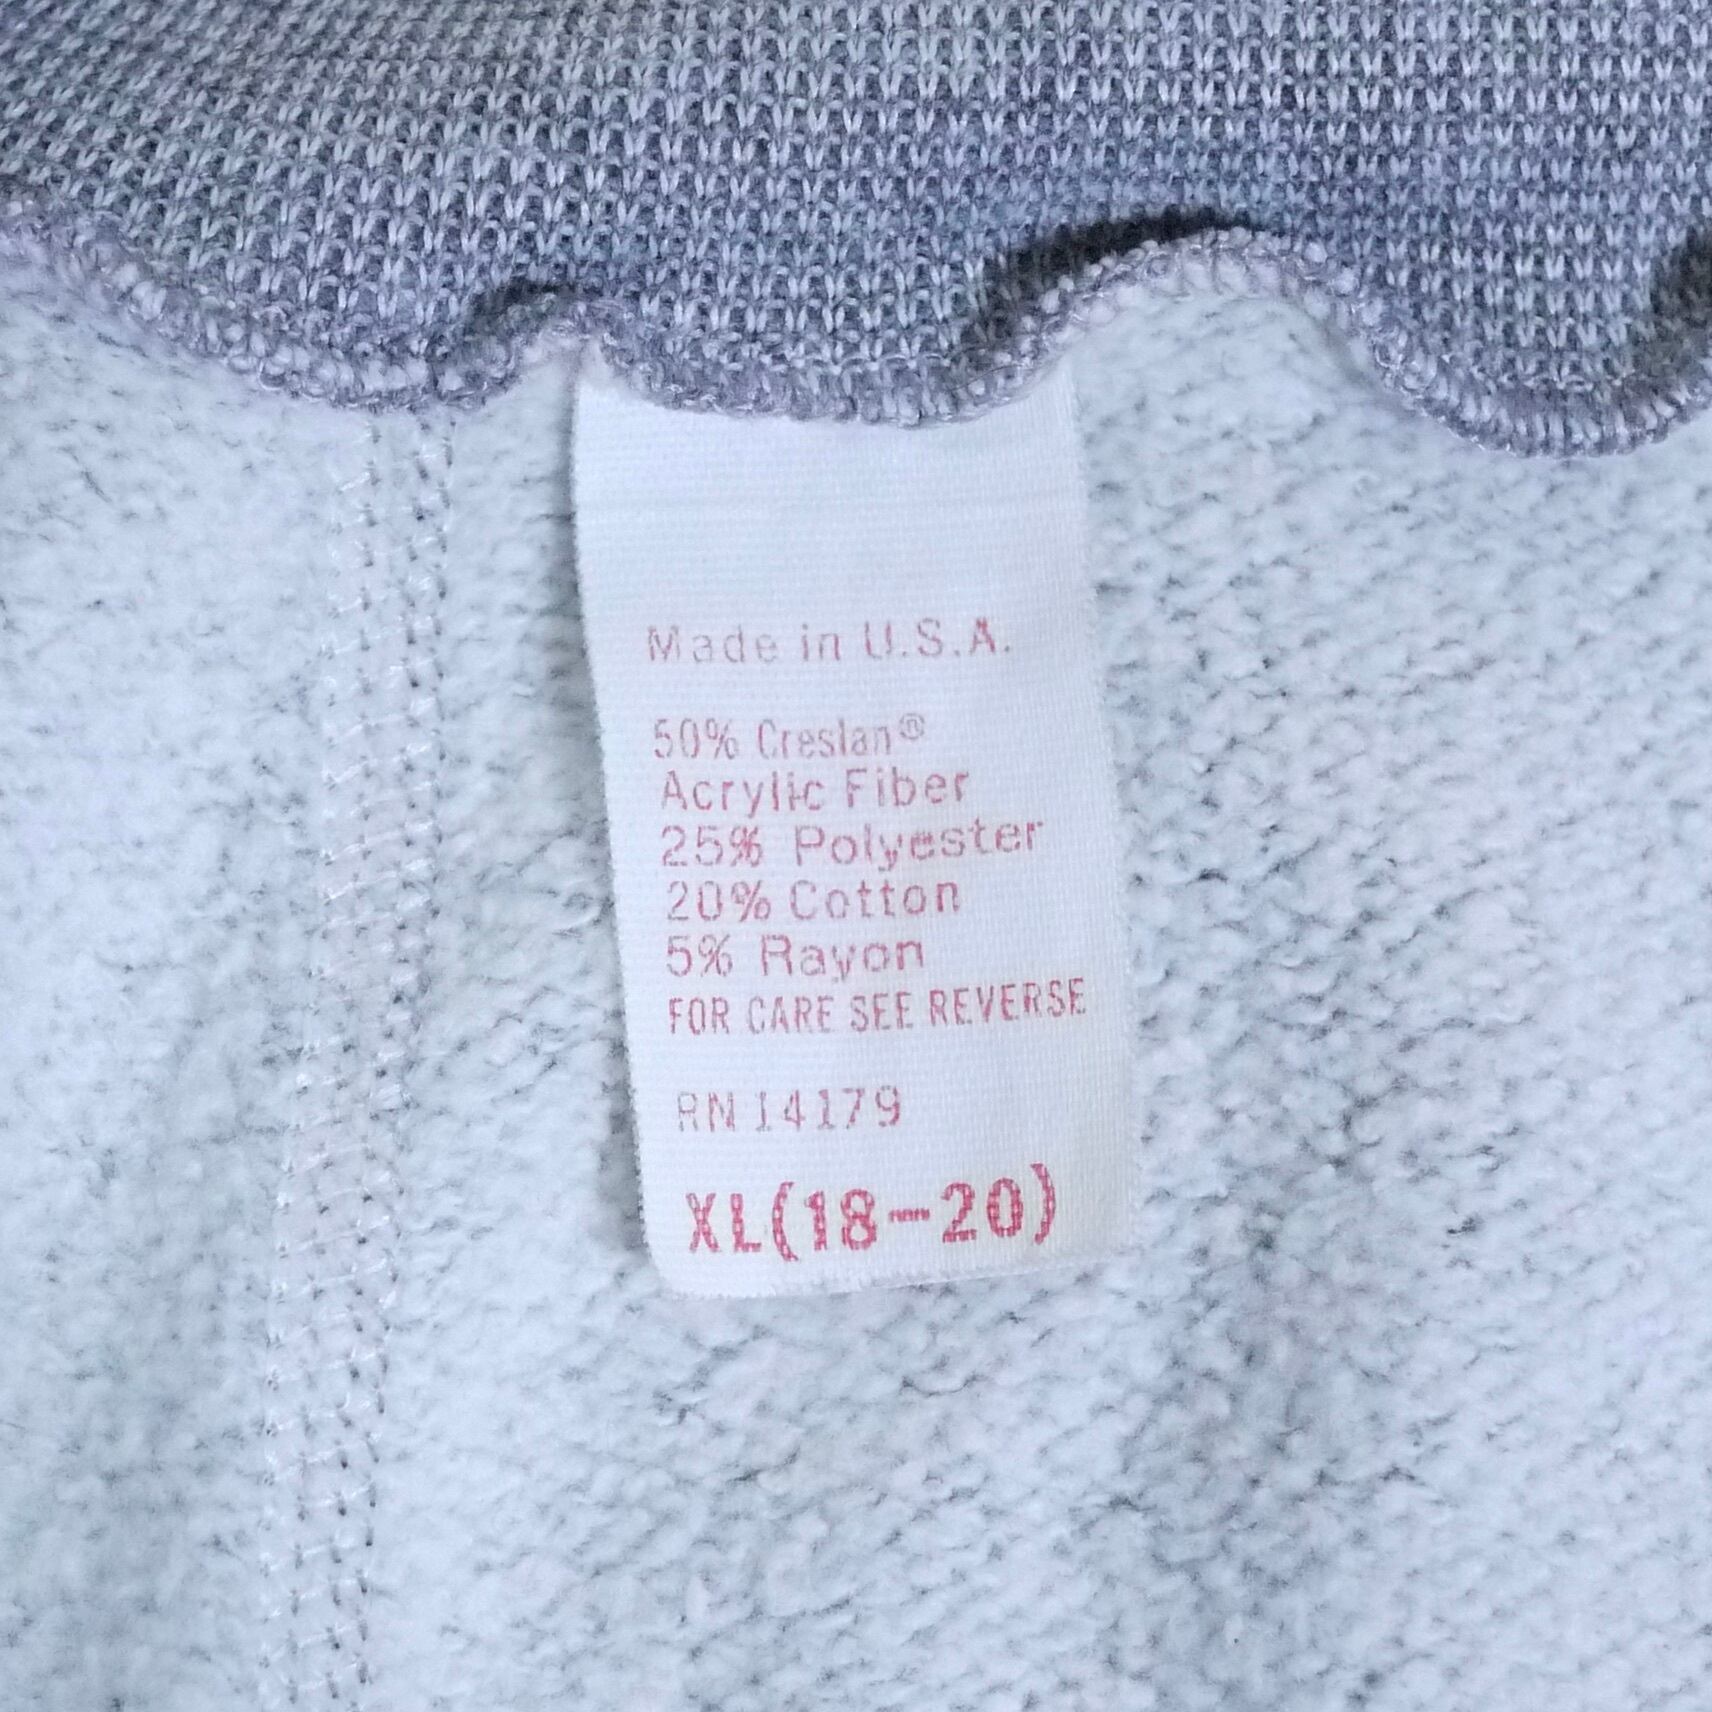 Made in U.S.A.
50% Creslan®
Acrylic Fiber
25% Polyester
20% Cotton
5% Rayon
FOR CARE SEE REVERSE
RN 14179
XL(18-20)